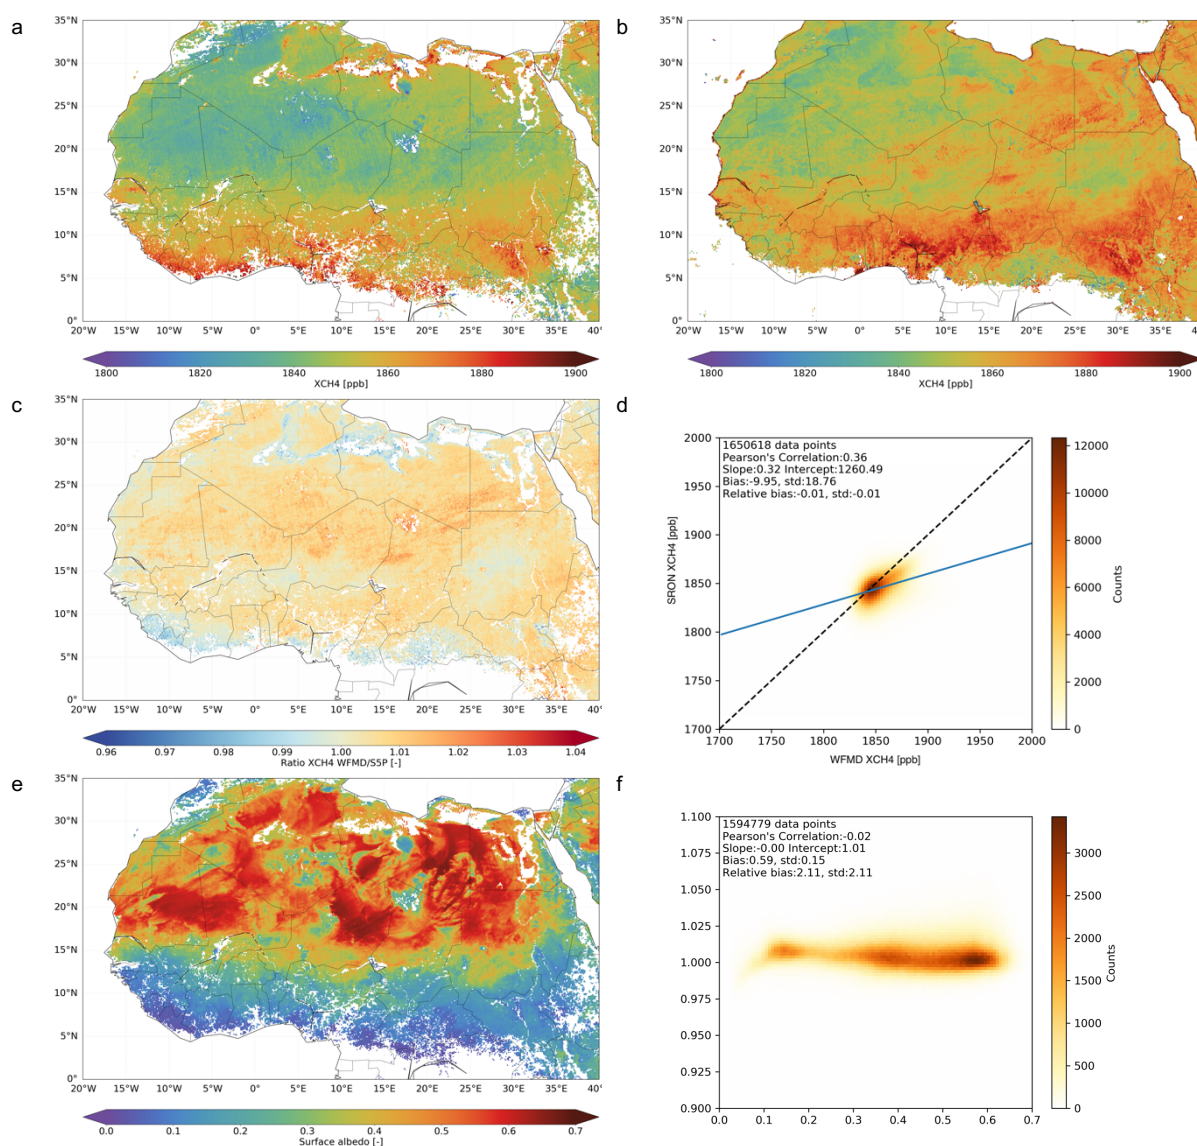 a
35°N
30°N
25°N
20°N
15°N
10°N
5°N
0°
20°W 15°W 10°W 5°W 0° 5°E 10°E 15°E 20°E 25°E 30°E 35°E 40°E
1800 1820 1840 1860 1880 1900
XCH4 [ppb]
b
35°N
30°N
25°N
20°N
15°N
10°N
5°N
0°
20°W 15°W 10°W 5°W 0° 5°E 10°E 15°E 20°E 25°E 30°E 35°E 40°
1800 1820 1840 1860 1880 1900
XCH4 [ppb]
c
35°N
30°N
25°N
20°N
15°N
10°N
5°N
0°
20°W 15°W 10°W 5°W 0° 5°E 10°E 15°E 20°E 25°E 30°E 35°E 40°
0.96 0.97 0.98 0.99 1.00 1.01 1.02 1.03 1.04
Ratio XCH4 WFMD/S5P [-]
d
1650618 data points
Pearson's Correlation:0.36
Slope:0.32 Intercept:1260.49
Bias:-9.95, std:18.76
Relative bias:-0.01, std:-0.01
2000
1950
1900
1850
1800
1750
1700
SRON XCH4 [ppb]
1700 1750 1800 1850 1900 1950 2000
WFMD XCH4 [ppb]
12000
10000
8000
6000
4000
2000
0
Counts
e
35°N
30°N
25°N
20°N
15°N
10°N
5°N
0°
20°W 15°W 10°W 5°W 0° 5°E 10°E 15°E 20°E 25°E 30°E 35°E 40°
0.0 0.1 0.2 0.3 0.4 0.5 0.6 0.7
Surface albedo [-]
f
1594779 data points
Pearson's Correlation:-0.02
Slope:-0.00 Intercept:1.01
Bias:0.59, std:0.15
Relative bias:2.11, std:2.11
1.100
1.075
1.050
1.025
1.000
0.975
0.950
0.925
0.900
0.0 0.1 0.2 0.3 0.4 0.5 0.6 0.7
3000
2500
2000
1500
1000
500
0
Counts